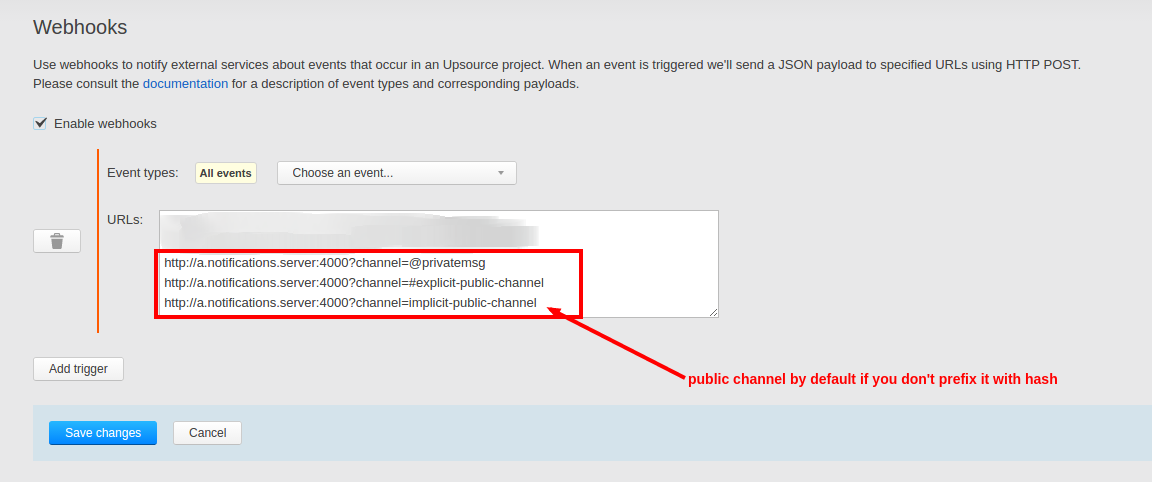 Webhooks
Use webhooks to notify external services about events that occur in an Upsource project. When an event is triggered we'll send a JSON payload to specified URLs using HTTP POST.
Please consult the documentation for a description of event types and corresponding payloads.
Enable webhooks
Event types: All events Choose an event...
URLs:
http://a.notifications.server:4000?channel=@privatemsg
http://a.notifications.server:4000?channel=#explicit-public-channel
http://a.notifications.server:4000?channel=implicit-public-channel
Add trigger
public channel by default if you don't prefix it with hash
Save changes Cancel